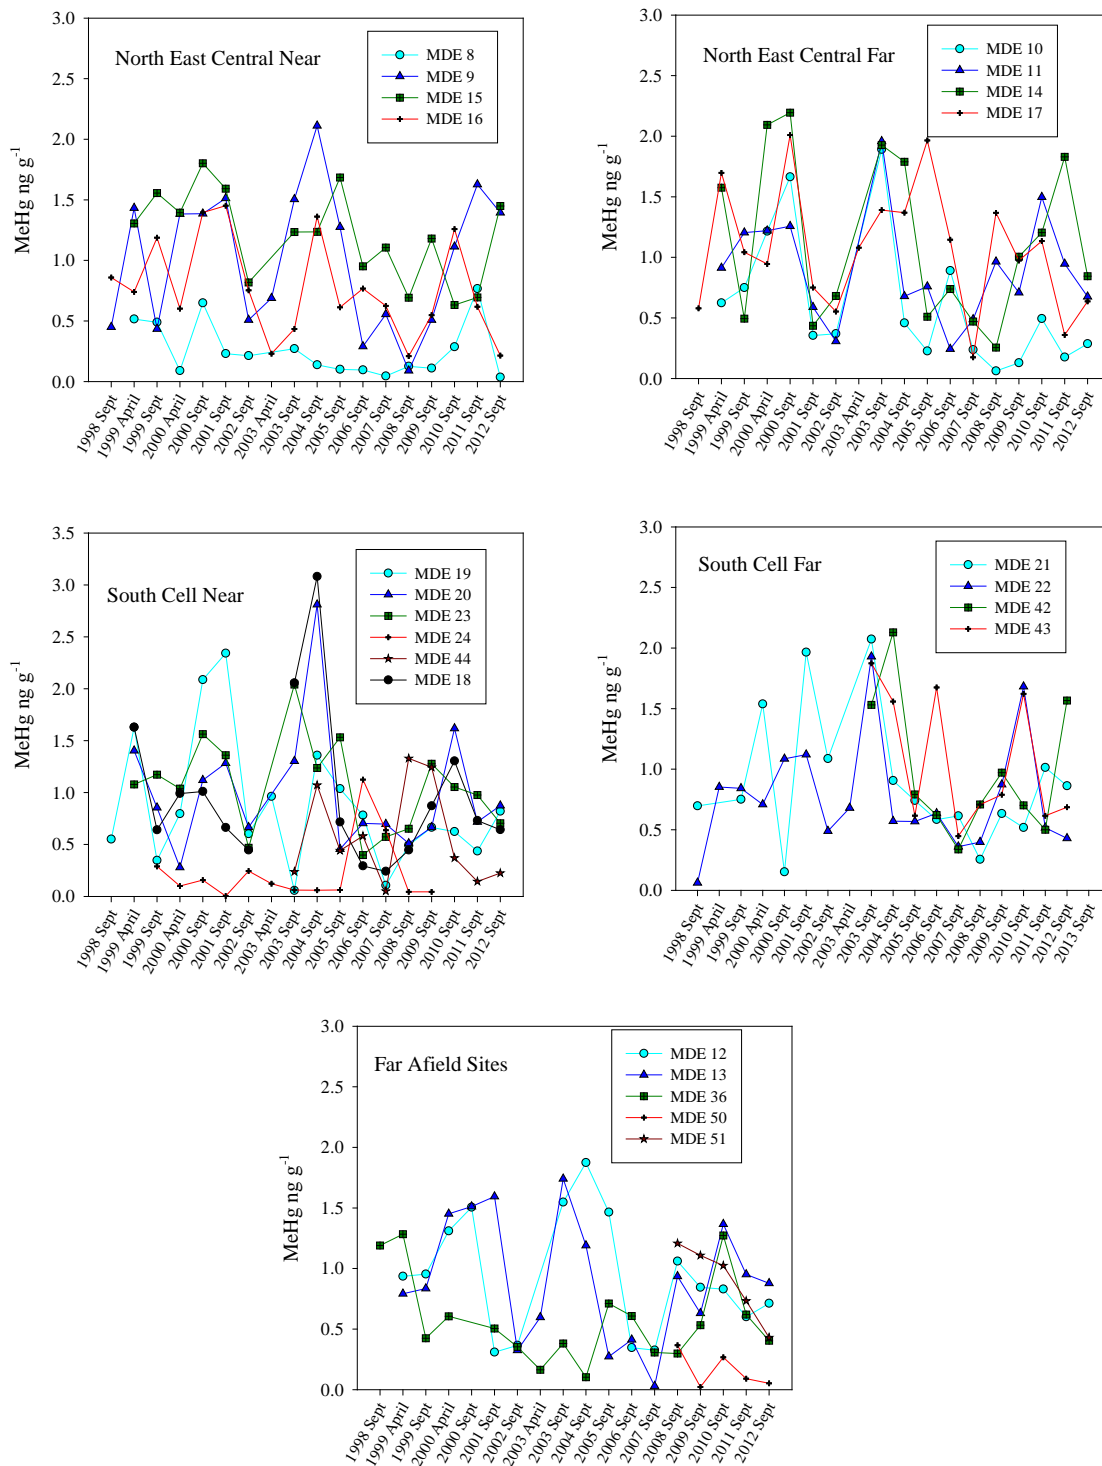 3.0
2.5
2.0
1.5
1.0
0.5
0.0
MeHg ng g-1
North East Central Near
MDE 8
MDE 9
MDE 15
MDE 16
1998 Sept
1999 April
1999 Sept
2000 April
2000 Sept
2001 Sept
2002 Sept
2003 April
2003 Sept
2004 Sept
2005 Sept
2006 Sept
2007 Sept
2008 Sept
2009 Sept
2010 Sept
2011 Sept
2012 Sept
3.0
2.5
2.0
1.5
1.0
0.5
0.0
MeHg ng g-1
North East Central Far
MDE 10
MDE 11
MDE 14
MDE 17
1998 Sept
1999 April
1999 Sept
2000 April
2000 Sept
2001 Sept
2002 Sept
2003 April
2003 Sept
2004 Sept
2005 Sept
2006 Sept
2007 Sept
2008 Sept
2009 Sept
2010 Sept
2011 Sept
2012 Sept
3.5
3.0
2.5
2.0
1.5
1.0
0.5
0.0
MeHg ng g-1
South Cell Near
MDE 19
MDE 20
MDE 23
MDE 24
MDE 44
MDE 18
1998 Sept
1999 April
1999 Sept
2000 April
2000 Sept
2001 Sept
2002 Sept
2003 April
2003 Sept
2004 Sept
2005 Sept
2006 Sept
2007 Sept
2008 Sept
2009 Sept
2010 Sept
2011 Sept
2012 Sept
3.0
2.5
2.0
1.5
1.0
0.5
0.0
MeHg ng g-1
South Cell Far
MDE 21
MDE 22
MDE 42
MDE 43
1998 Sept
1999 April
1999 Sept
2000 April
2000 Sept
2001 Sept
2002 Sept
2003 April
2003 Sept
2004 Sept
2005 Sept
2006 Sept
2007 Sept
2008 Sept
2009 Sept
2010 Sept
2011 Sept
2012 Sept
2013 Sept
3.0
2.5
2.0
1.5
1.0
0.5
0.0
MeHg ng g-1
Far Afield Sites
MDE 12
MDE 13
MDE 36
MDE 50
MDE 51
1998 Sept
1999 April
1999 Sept
2000 April
2000 Sept
2001 Sept
2002 Sept
2003 April
2003 Sept
2004 Sept
2005 Sept
2006 Sept
2007 Sept
2008 Sept
2009 Sept
2010 Sept
2011 Sept
2012 Sept